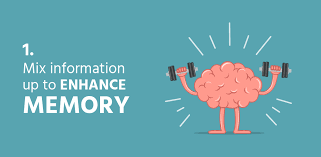 1.
Mix information
up to ENHANCE
MEMORY